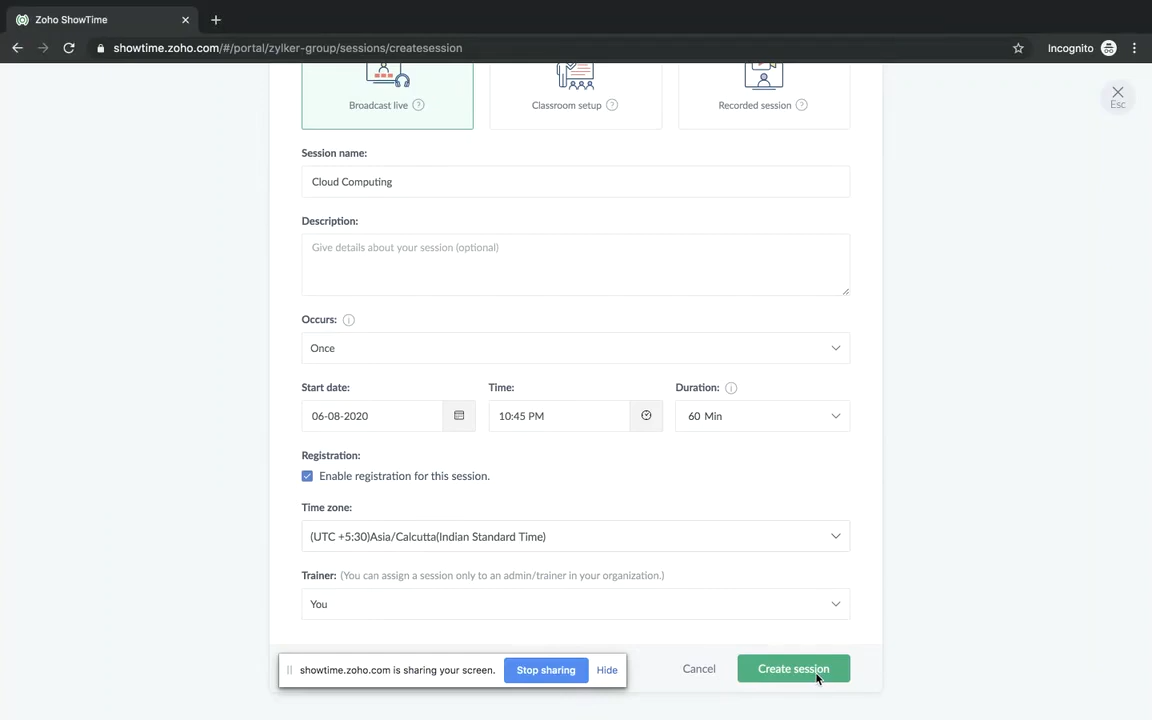 Zoho ShowTime
showtime.zoho.com/#/portal/zylker-group/sessions/createsession
Incognito
Esc
Broadcast live ?
Classroom setup ?
Recorded session ?
Session name:
Cloud Computing
Description:
Give details about your session (optional)
Occurs: i
Once
Start date: Time: Duration: i
06-08-2020 10:45 PM 60 Min
Registration:
Enable registration for this session.
Time zone:
(UTC +5:30)Asia/Calcutta(Indian Standard Time)
Trainer: (You can assign a session only to an admin/trainer in your organization.)
You
showtime.zoho.com is sharing your screen. Stop sharing Hide
Cancel Create session